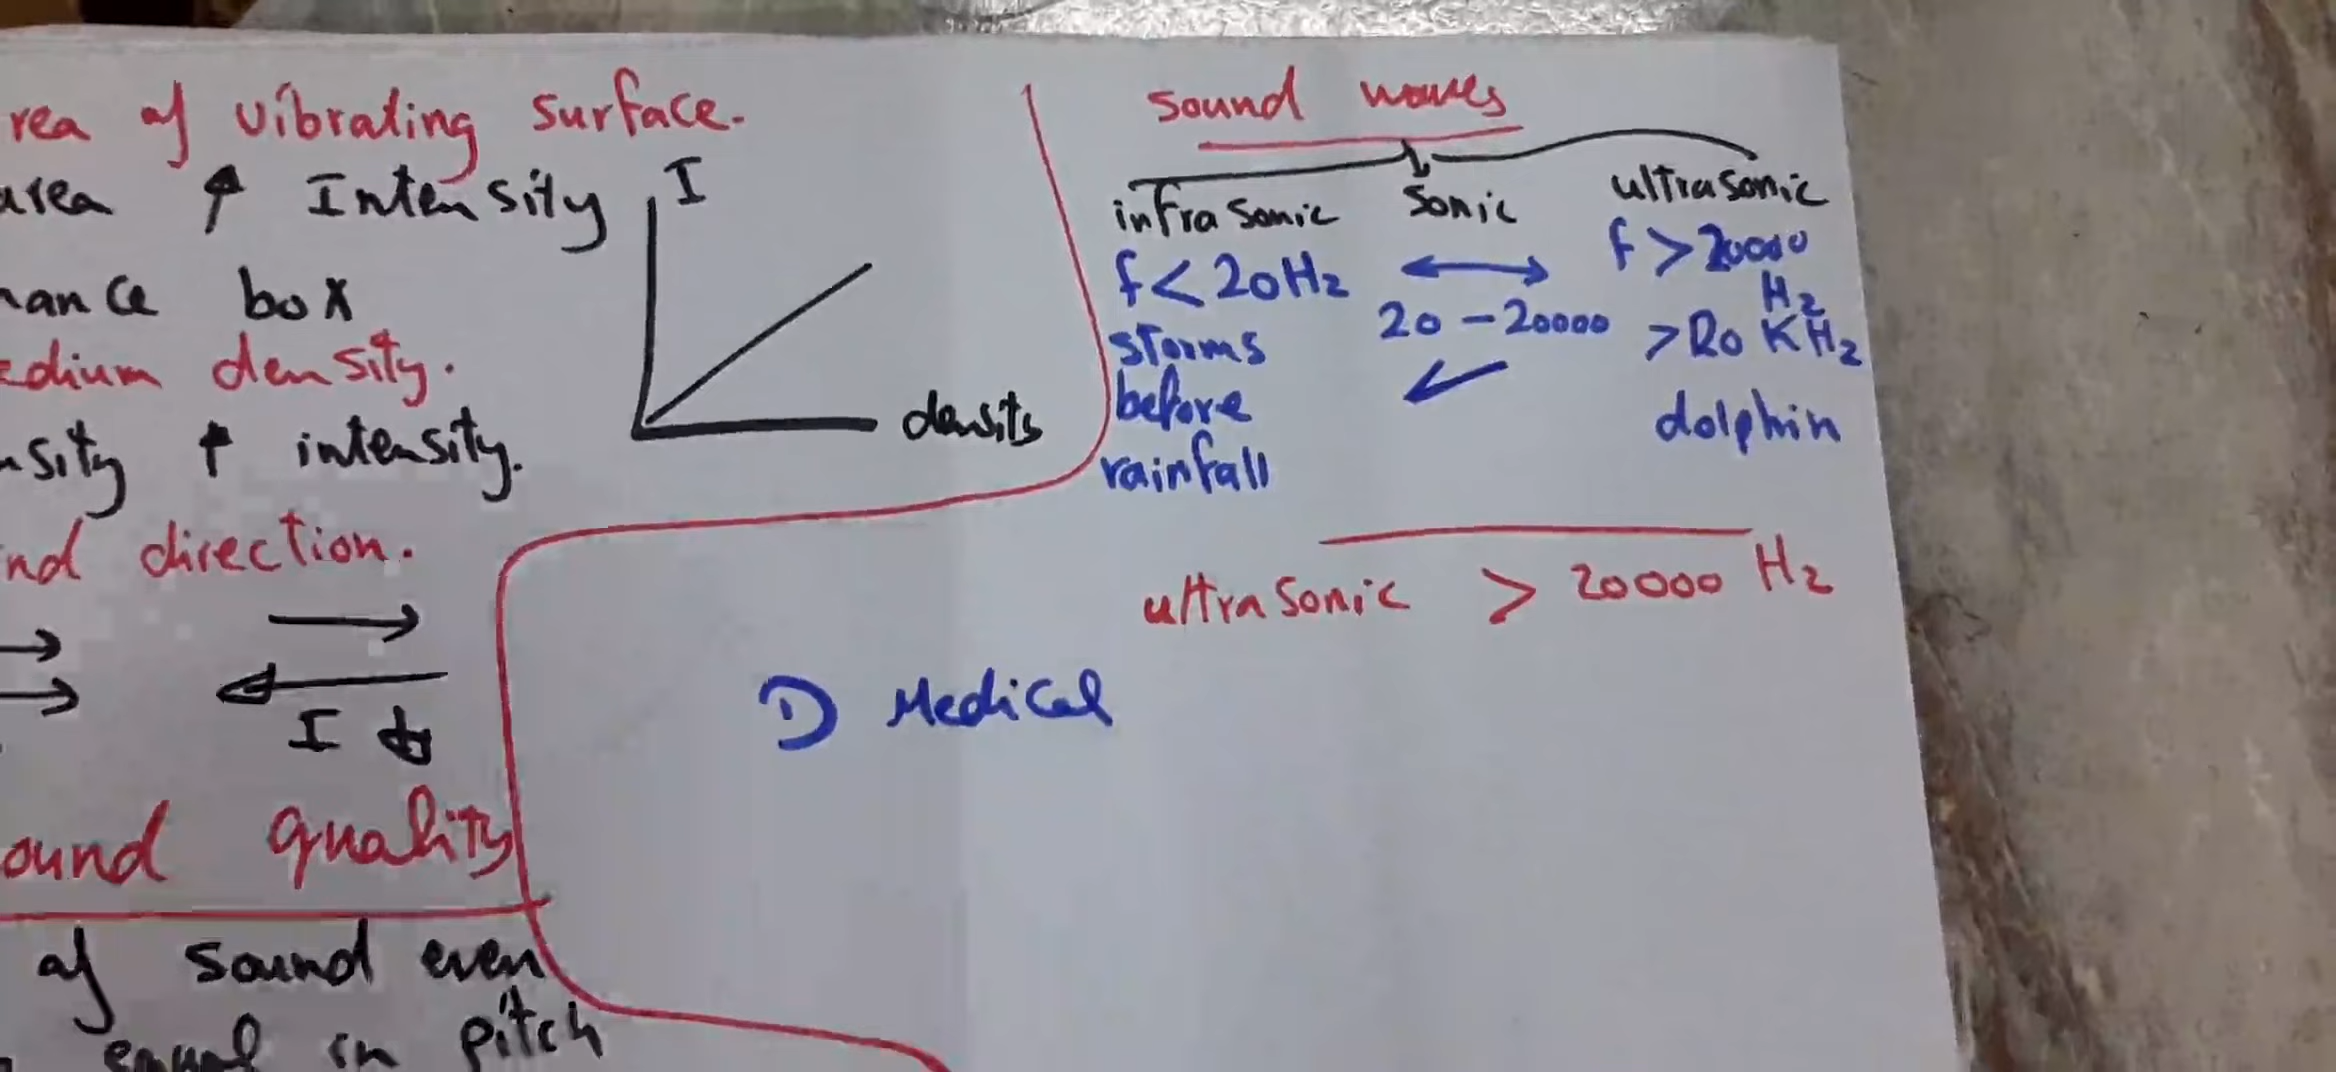 rea of vibrating surface.
area ↑ Intensity
nance box
edium density.
nsity ↑ intensity.
I
density
nd direction.
→ →
→ ←
I ↓
ound quality
of sound even
equal in pitch
sound waves
infrasonic sonic ultrasonic
f < 20Hz ↔ f > 20000 Hz
storms 20 - 20000 > 20 KHz
before dolphin
rainfall
ultrasonic > 20000 Hz
1) Medical